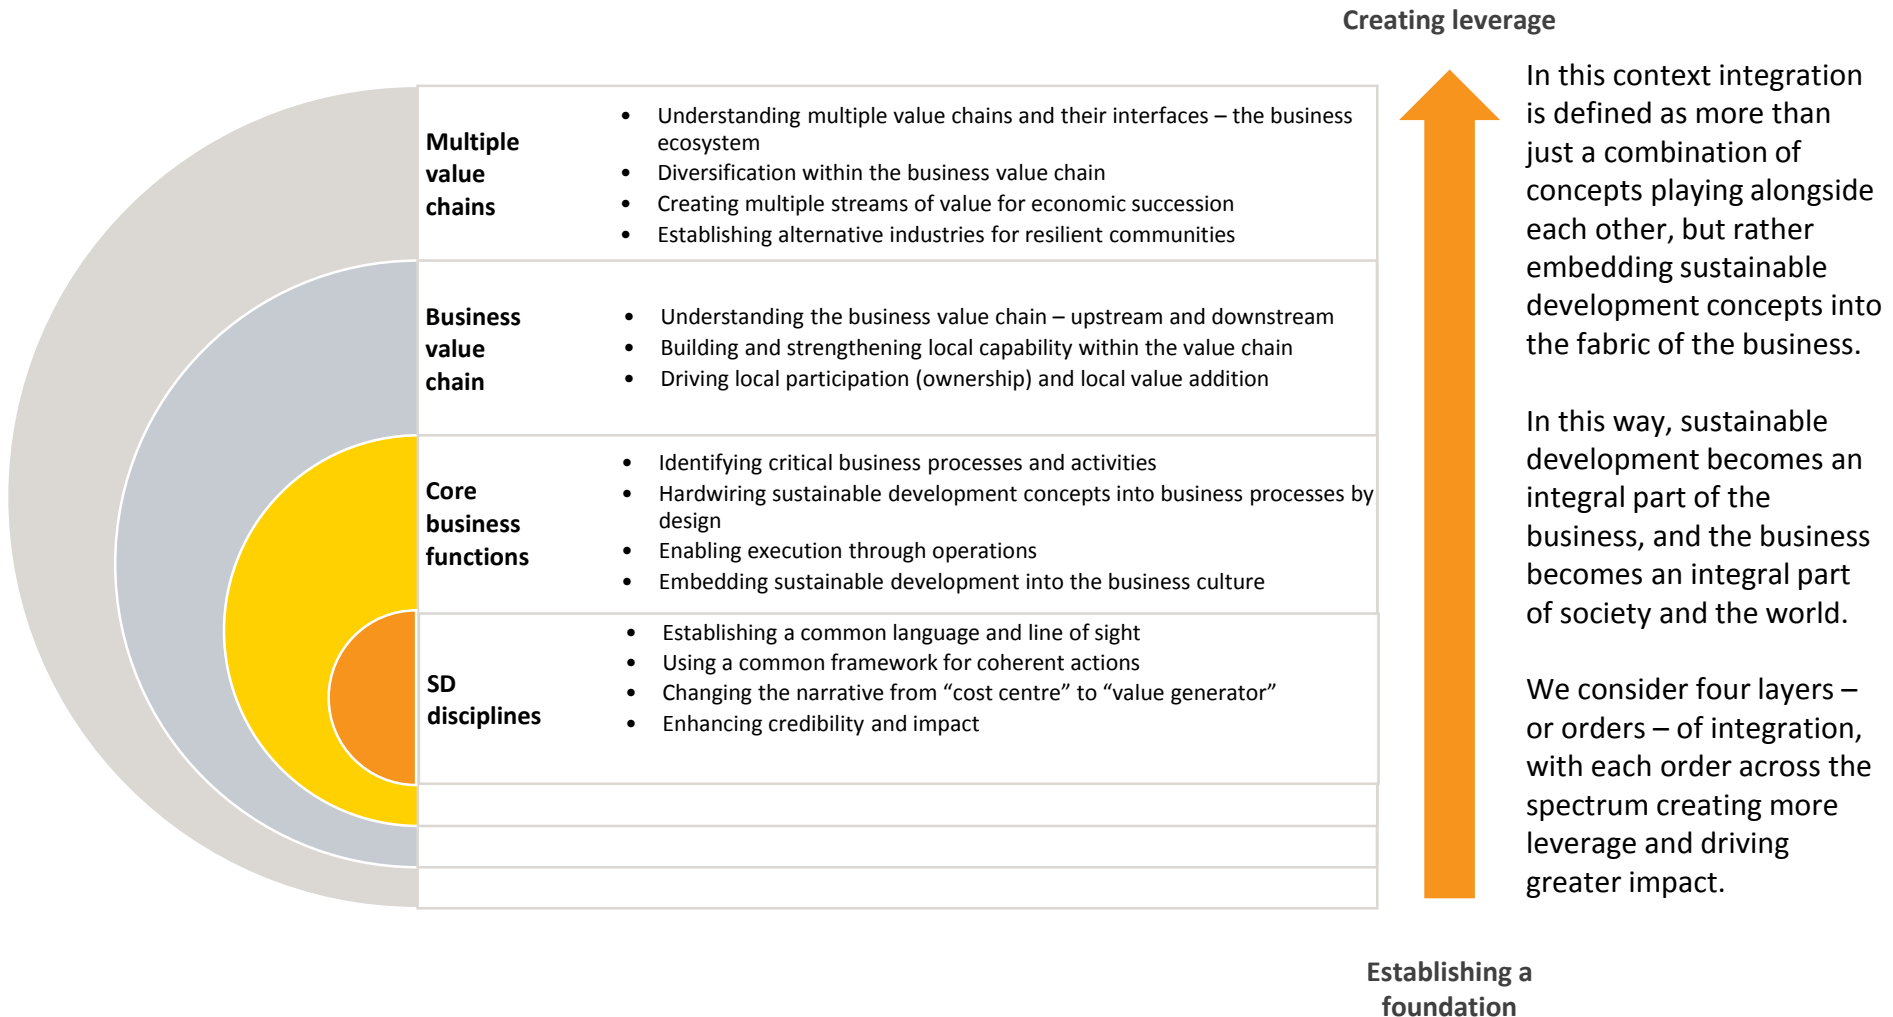 Creating leverage
Multiple
value
chains
• Understanding multiple value chains and their interfaces – the business
ecosystem
• Diversification within the business value chain
• Creating multiple streams of value for economic succession
• Establishing alternative industries for resilient communities
Business
value
chain
• Understanding the business value chain – upstream and downstream
• Building and strengthening local capability within the value chain
• Driving local participation (ownership) and local value addition
Core
business
functions
• Identifying critical business processes and activities
• Hardwiring sustainable development concepts into business processes by
design
• Enabling execution through operations
• Embedding sustainable development into the business culture
SD
disciplines
• Establishing a common language and line of sight
• Using a common framework for coherent actions
• Changing the narrative from “cost centre” to “value generator”
• Enhancing credibility and impact
In this context integration
is defined as more than
just a combination of
concepts playing alongside
each other, but rather
embedding sustainable
development concepts into
the fabric of the business.
In this way, sustainable
development becomes an
integral part of the
business, and the business
becomes an integral part
of society and the world.
We consider four layers –
or orders – of integration,
with each order across the
spectrum creating more
leverage and driving
greater impact.
Establishing a
foundation